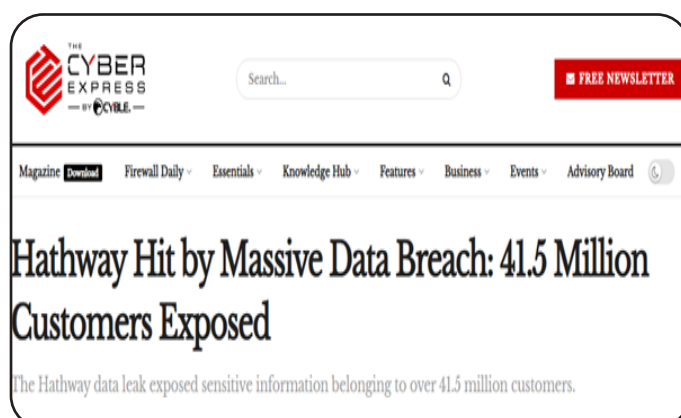 THE
CYBER
EXPRESS
BY CYBLE.
Search...
FREE NEWSLETTER
Magazine Download Firewall Daily Essentials Knowledge Hub Features Business Events Advisory Board
Hathway Hit by Massive Data Breach: 41.5 Million
Customers Exposed
The Hathway data leak exposed sensitive information belonging to over 41.5 million customers.